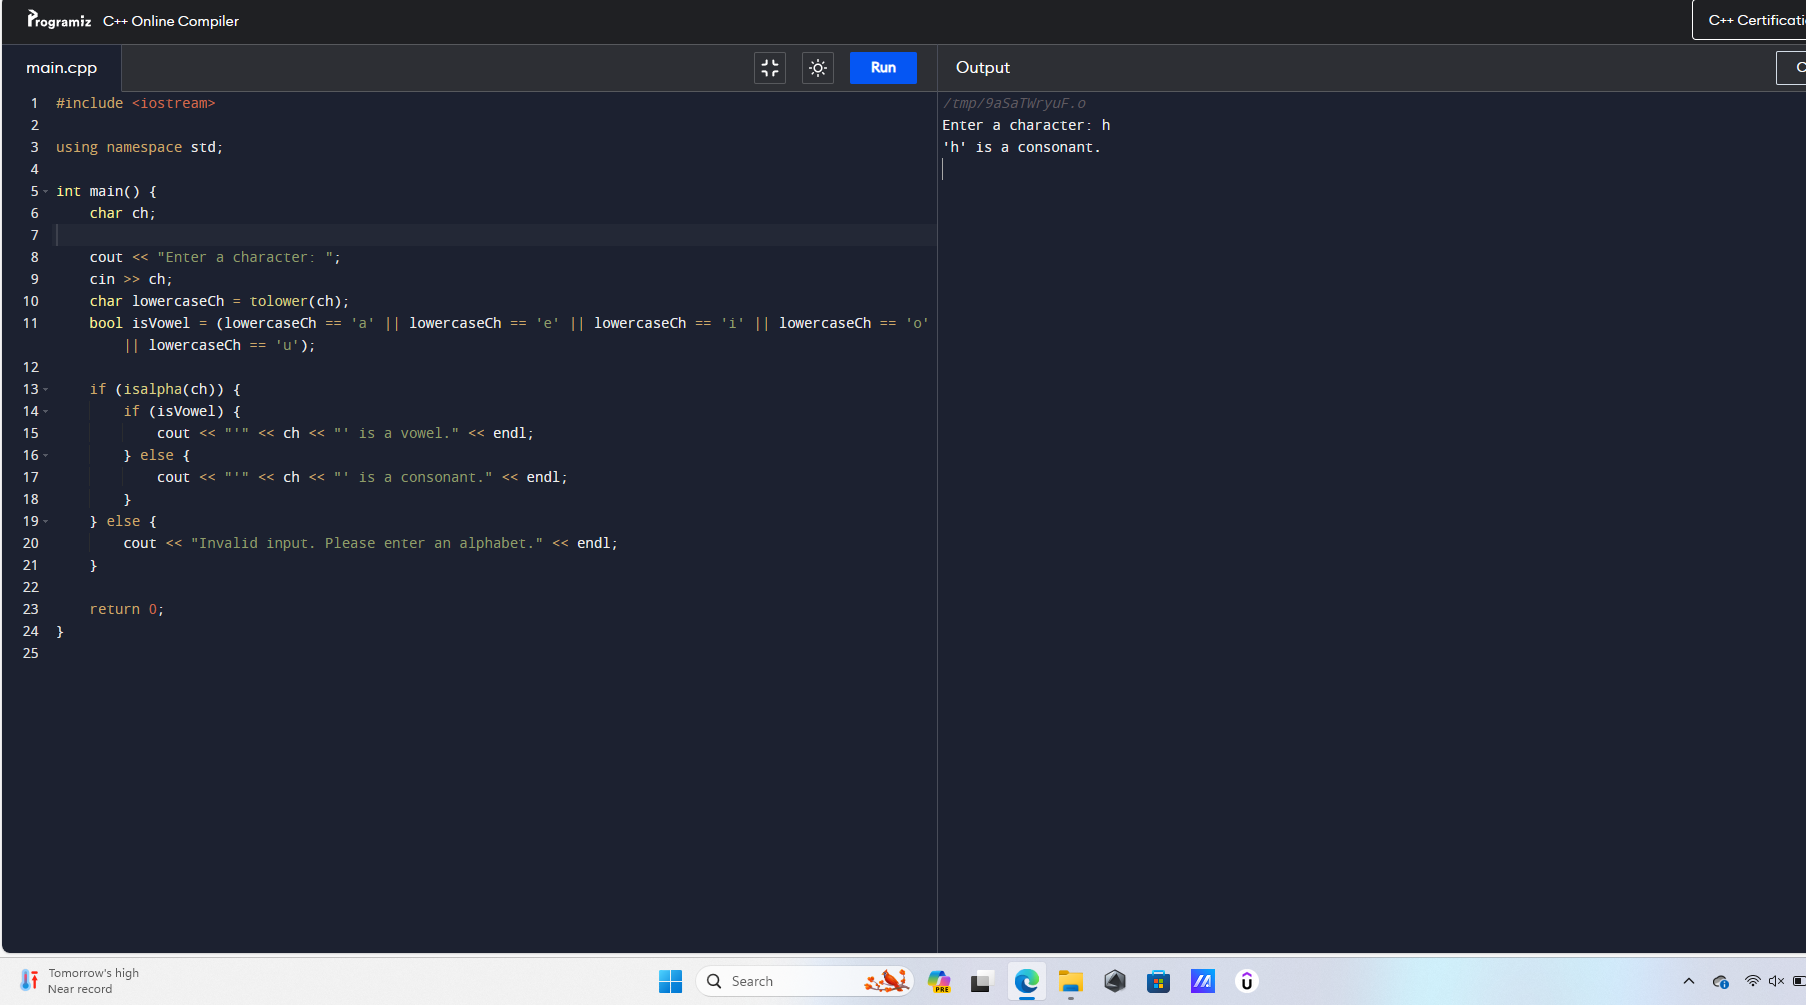 Programiz C++ Online Compiler
C++ Certificati
main.cpp
Run
Output
C
1 #include <iostream>
2
3 using namespace std;
4
5 int main() {
6     char ch;
7
8     cout << "Enter a character: ";
9     cin >> ch;
10     char lowercaseCh = tolower(ch);
11     bool isVowel = (lowercaseCh == 'a' || lowercaseCh == 'e' || lowercaseCh == 'i' || lowercaseCh == 'o'
        || lowercaseCh == 'u');
12
13     if (isalpha(ch)) {
14         if (isVowel) {
15             cout << "'" << ch << "' is a vowel." << endl;
16         } else {
17             cout << "'" << ch << "' is a consonant." << endl;
18         }
19     } else {
20         cout << "Invalid input. Please enter an alphabet." << endl;
21     }
22
23     return 0;
24 }
25
/tmp/9aSaTWryuF.o
Enter a character: h
'h' is a consonant.
Tomorrow's high
Near record
Search
PRE